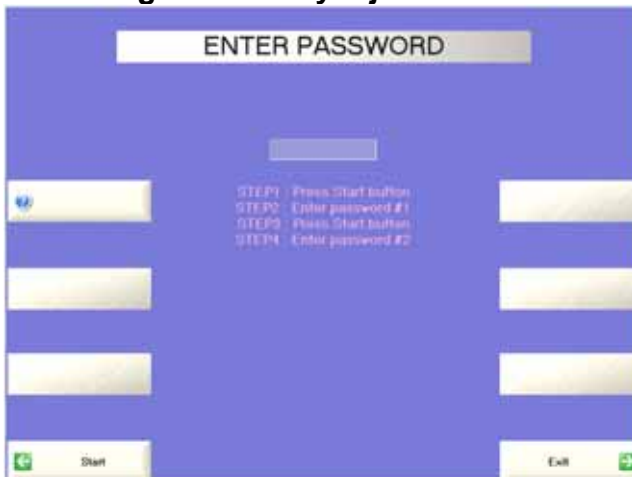 ENTER PASSWORD
STEP1 : Press Start button
STEP2 : Enter password #1
STEP3 : Press Start button
STEP4 : Enter password #2
Start
Exit